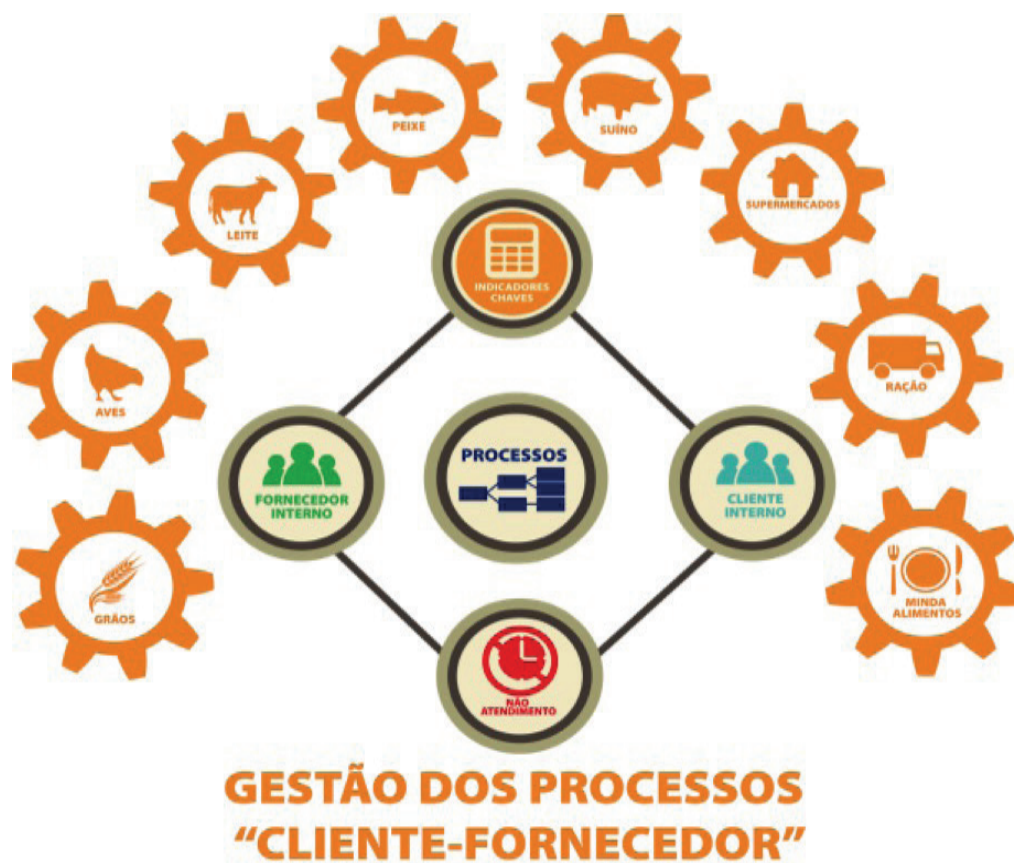 PEIXE
SUÍNO
LEITE
SUPERMERCADOS
INDICADORES
CHAVES
AVES
RAÇÃO
PROCESSOS
FORNECEDOR
INTERNO
CLIENTE
INTERNO
GRÃOS
MINDA
ALIMENTOS
NÃO
ATENDIMENTO
GESTÃO DOS PROCESSOS
“CLIENTE-FORNECEDOR”